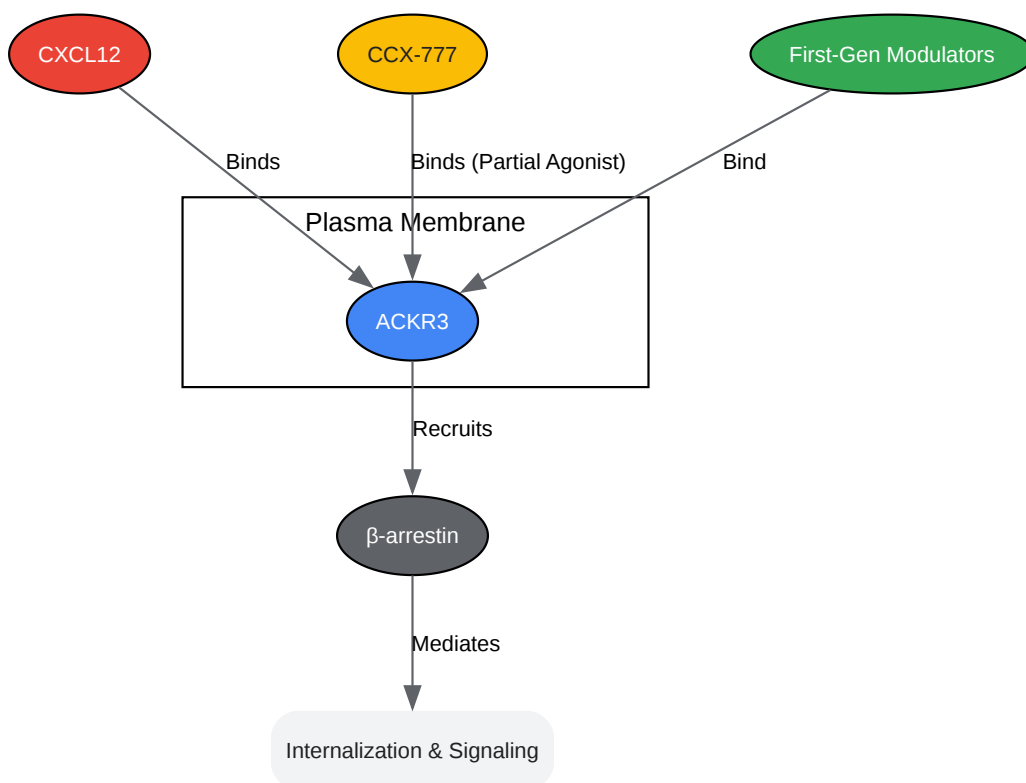 CXCL12
CCX-777
First-Gen Modulators
Binds
Binds (Partial Agonist)
Bind
Plasma Membrane
ACKR3
Recruits
β-arrestin
Mediates
Internalization & Signaling